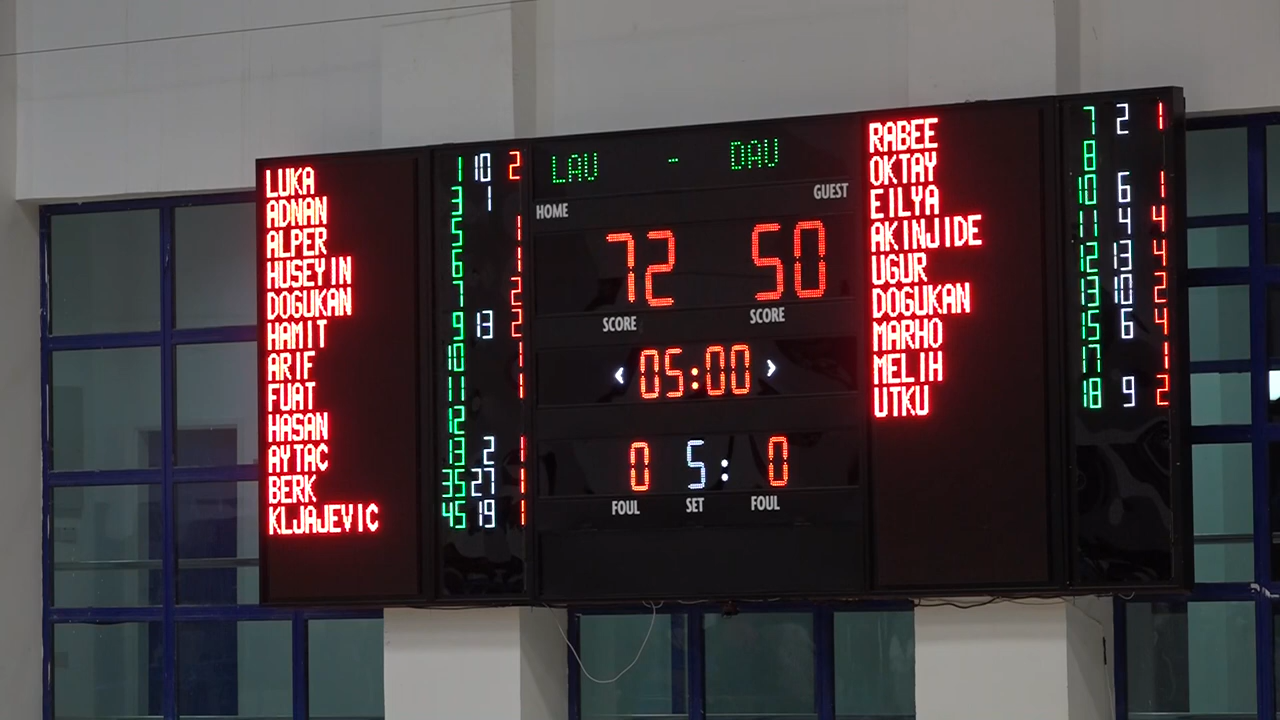 LUKA 1 10 2
ADNAN 3 1
ALPER 5 1
HUSEYIN 6 1
DOGUKAN 7 2
HAMIT 9 13 2
ARIF 10 1
FUAT 11 1
HASAN 12
AYTAC 13 2 1
BERK 35 27 1
KLJAJEVIC 45 19 1
LAV - DAV
HOME GUEST
72 50
SCORE SCORE
< 05:00 >
0 5: 0
FOUL SET FOUL
RABEE 7 2 1
OKTAY 8
EILYA 10 6 1
AKINJIDE 11 4 4
UGUR 12 13 4
DOGUKAN 13 10 2
MARHO 15 6 4
MELIH 17 1
UTKU 18 9 2